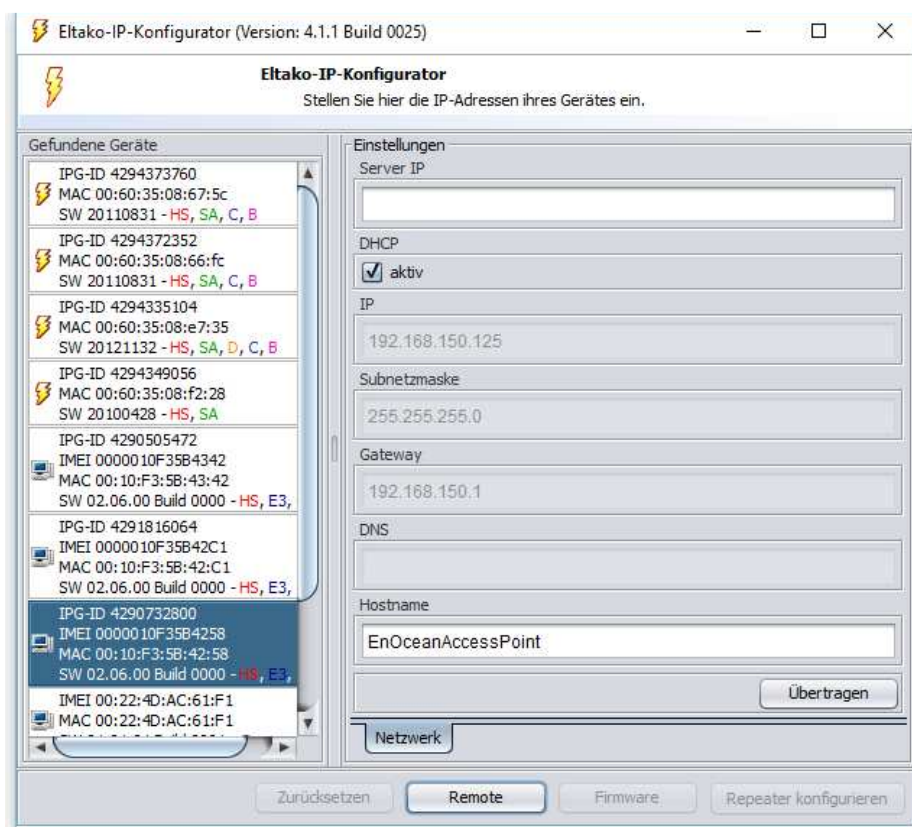 Eltako-IP-Konfigurator (Version: 4.1.1 Build 0025)
Eltako-IP-Konfigurator
Stellen Sie hier die IP-Adressen ihres Gerätes ein.
Gefundene Geräte
IPG-ID 4294373760
MAC 00:60:35:08:67:5c
SW 20110831 - HS, SA, C, B
IPG-ID 4294372352
MAC 00:60:35:08:66:fc
SW 20110831 - HS, SA, C, B
IPG-ID 4294335104
MAC 00:60:35:08:e7:35
SW 20121132 - HS, SA, D, C, B
IPG-ID 4294349056
MAC 00:60:35:08:f2:28
SW 20100428 - HS, SA
IPG-ID 4290505472
IMEI 0000010F35B4342
MAC 00:10:F3:5B:43:42
SW 02.06.00 Build 0000 - HS, E3,
IPG-ID 4291816064
IMEI 0000010F35B42C1
MAC 00:10:F3:5B:42:C1
SW 02.06.00 Build 0000 - HS, E3,
IPG-ID 4290732800
IMEI 0000010F35B4258
MAC 00:10:F3:5B:42:58
SW 02.06.00 Build 0000 - HS, E3,
IMEI 00:22:4D:AC:61:F1
MAC 00:22:4D:AC:61:F1
Einstellungen
Server IP
DHCP
aktiv
IP
192.168.150.125
Subnetzmaske
255.255.255.0
Gateway
192.168.150.1
DNS
Hostname
EnOceanAccessPoint
Übertragen
Netzwerk
Zurücksetzen
Remote
Firmware
Repeater konfigurieren